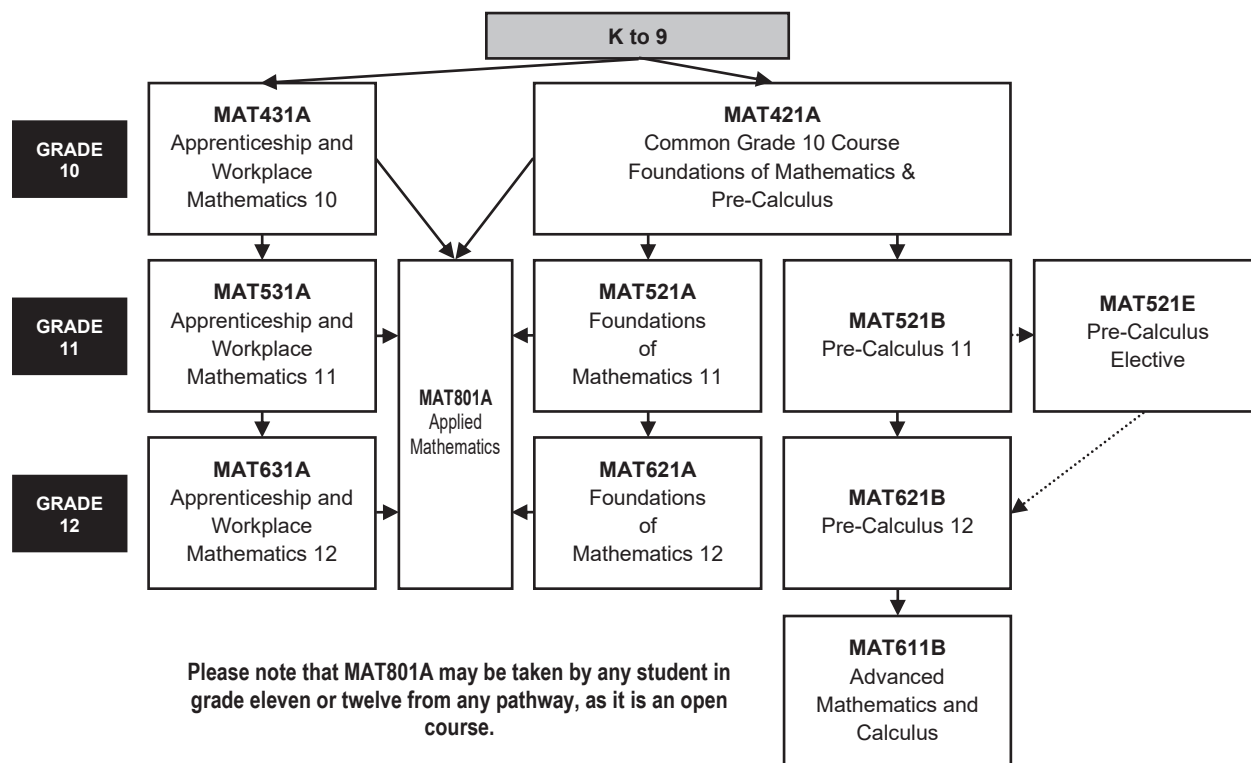 K to 9
GRADE
10
MAT431A
Apprenticeship and
Workplace
Mathematics 10
MAT421A
Common Grade 10 Course
Foundations of Mathematics &
Pre-Calculus
GRADE
11
MAT531A
Apprenticeship and
Workplace
Mathematics 11
MAT801A
Applied
Mathematics
MAT521A
Foundations
of
Mathematics 11
MAT521B
Pre-Calculus 11
MAT521E
Pre-Calculus
Elective
GRADE
12
MAT631A
Apprenticeship and
Workplace
Mathematics 12
MAT621A
Foundations
of
Mathematics 12
MAT621B
Pre-Calculus 12
MAT611B
Advanced
Mathematics and
Calculus
Please note that MAT801A may be taken by any student in
grade eleven or twelve from any pathway, as it is an open
course.